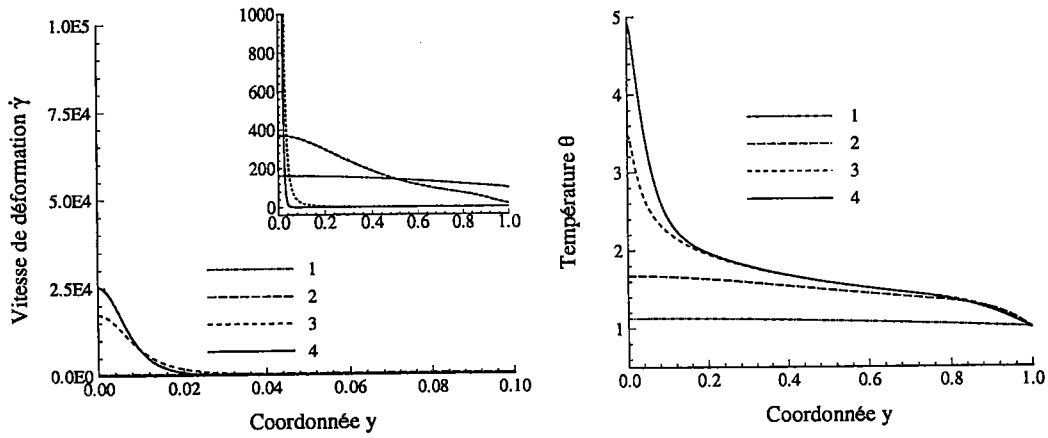 Vitesse de déformation γ̇
1.0E5
7.5E4
5.0E4
2.5E4
0.0E0
0.00 0.02 0.04 0.06 0.08 0.10
Coordonnée y
1000
800
600
400
200
0
0.0 0.2 0.4 0.6 0.8 1.0
1
2
3
4
Température θ
5
4
3
2
1
0.0 0.2 0.4 0.6 0.8 1.0
Coordonnée y
1
2
3
4